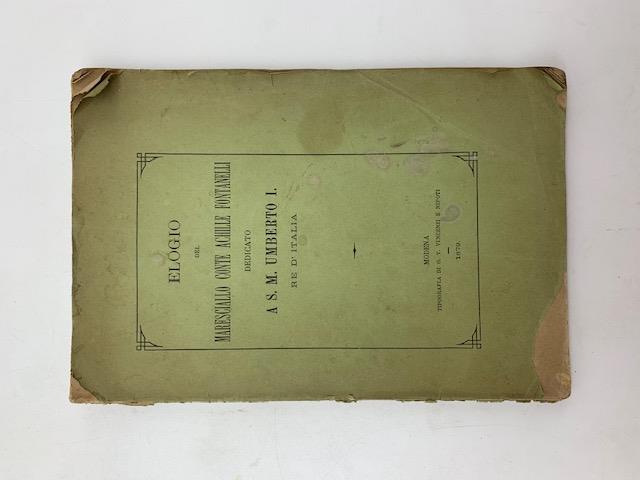 ELOGIO
DEL
MARESCIALLO CONTE ACHILLE FONTANELLI
DEDICATO
A S. M. UMBERTO I.
RE D'ITALIA
MODENA
TIPOGRAFIA DI G. T. VINCENZI E NIPOTI
1879.